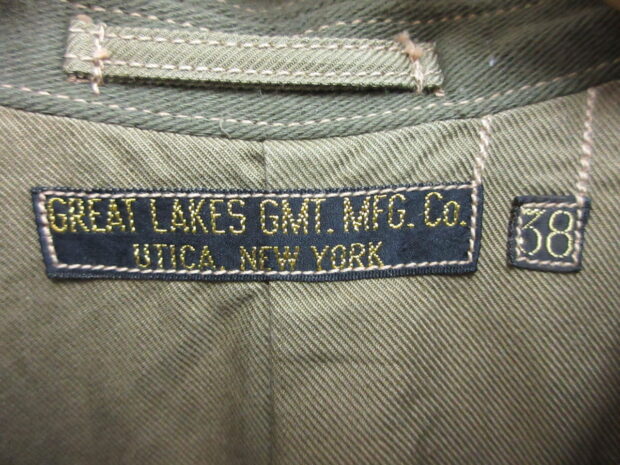 GREAT LAKES GMT. MFG. Co.
UTICA, NEW YORK
38